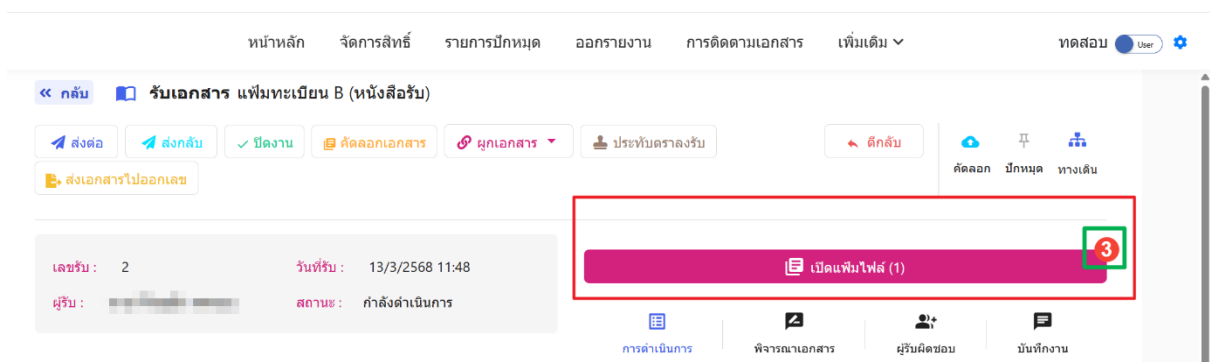 หน้าหลัก จัดการสิทธิ์ รายการปักหมุด ออกรายงาน การติดตามเอกสาร เพิ่มเติม ทดสอบ User
« กลับ รับเอกสาร แฟ้มทะเบียน B (หนังสือรับ)
ส่งต่อ ส่งกลับ ปิดงาน คัดลอกเอกสาร ผูกเอกสาร ประทับตราลงรับ ตีกลับ คัดลอก ปักหมุด ทางเดิน
ส่งเอกสารไปออกเลข
3
เลขรับ : 2 วันที่รับ : 13/3/2568 11:48 เปิดแฟ้มไฟล์ (1)
ผู้รับ : สถานะ : กำลังดำเนินการ
การดำเนินการ พิจารณาเอกสาร ผู้รับผิดชอบ บันทึกงาน